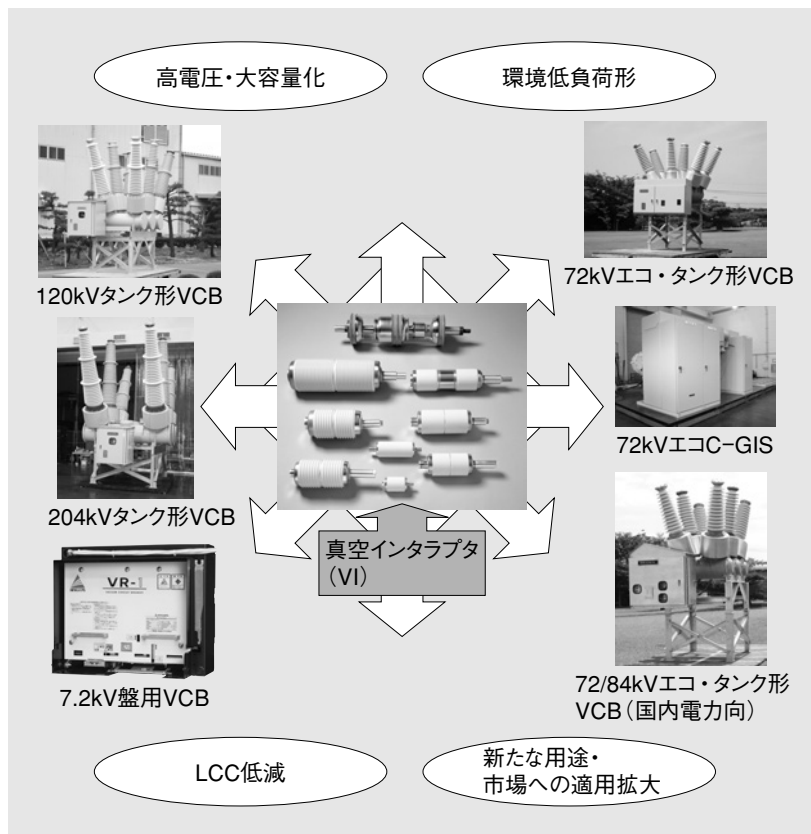 高電圧・大容量化
環境低負荷形
120kVタンク形VCB
72kVエコ・タンク形VCB
204kVタンク形VCB
72kVエコC-GIS
真空インタラプタ
（VI）
VR-1
7.2kV盤用VCB
72/84kVエコ・タンク形
VCB（国内電力向）
LCC低減
新たな用途・
市場への適用拡大